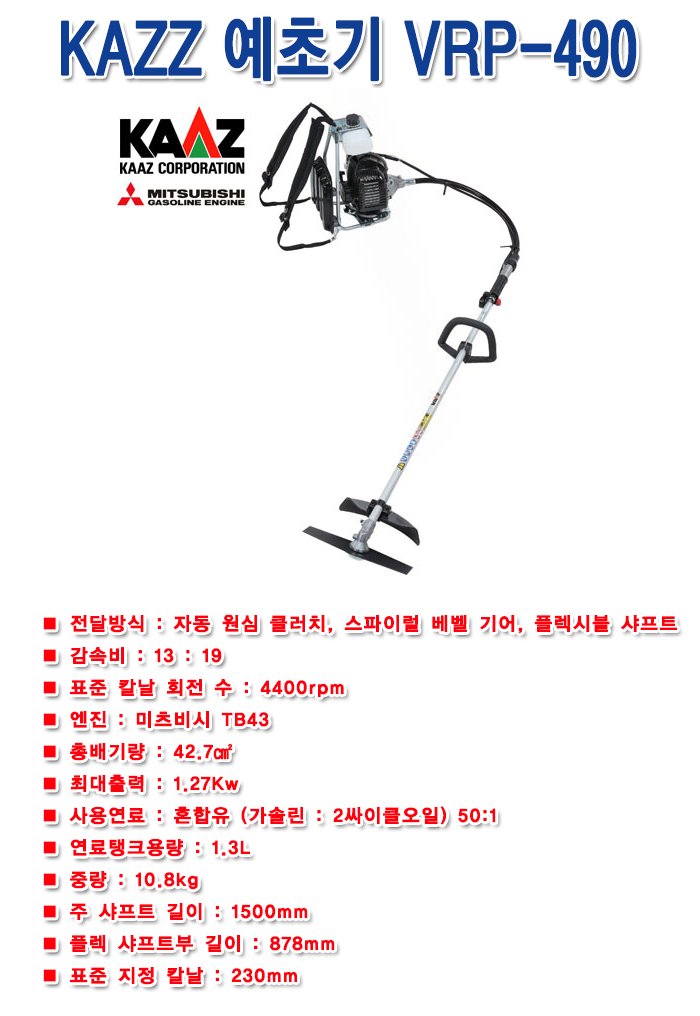 KAZZ 예초기 VRP-490
KAAZ
KAAZ CORPORATION
MITSUBISHI
GASOLINE ENGINE
■ 전달방식 : 자동 원심 클러치, 스파이럴 베벨 기어, 플렉시블 샤프트
■ 감속비 : 13 : 19
■ 표준 칼날 회전 수 : 4400rpm
■ 엔진 : 미츠비시 TB43
■ 총배기량 : 42.7㎠
■ 최대출력 : 1.27Kw
■ 사용연료 : 혼합유 (가솔린 : 2싸이클오일) 50:1
■ 연료탱크용량 : 1.3L
■ 중량 : 10.8kg
■ 주 샤프트 길이 : 1500mm
■ 플렉 샤프트부 길이 : 878mm
■ 표준 지정 칼날 : 230mm